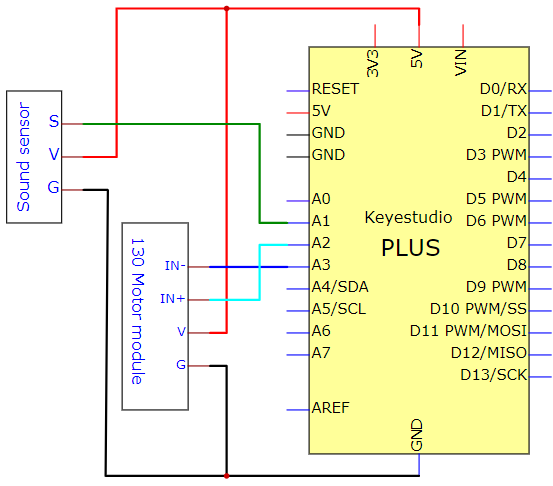 3V3
5V
VIN
Sound sensor
S
V
G
RESET
5V
GND
GND
A0
A1
A2
A3
A4/SDA
A5/SCL
A6
A7
AREF
D0/RX
D1/TX
D2
D3 PWM
D4
D5 PWM
D6 PWM
D7
D8
D9 PWM
D10 PWM/SS
D11 PWM/MOSI
D12/MISO
D13/SCK
Keyestudio
PLUS
130 Motor module
IN-
IN+
V
G
GND